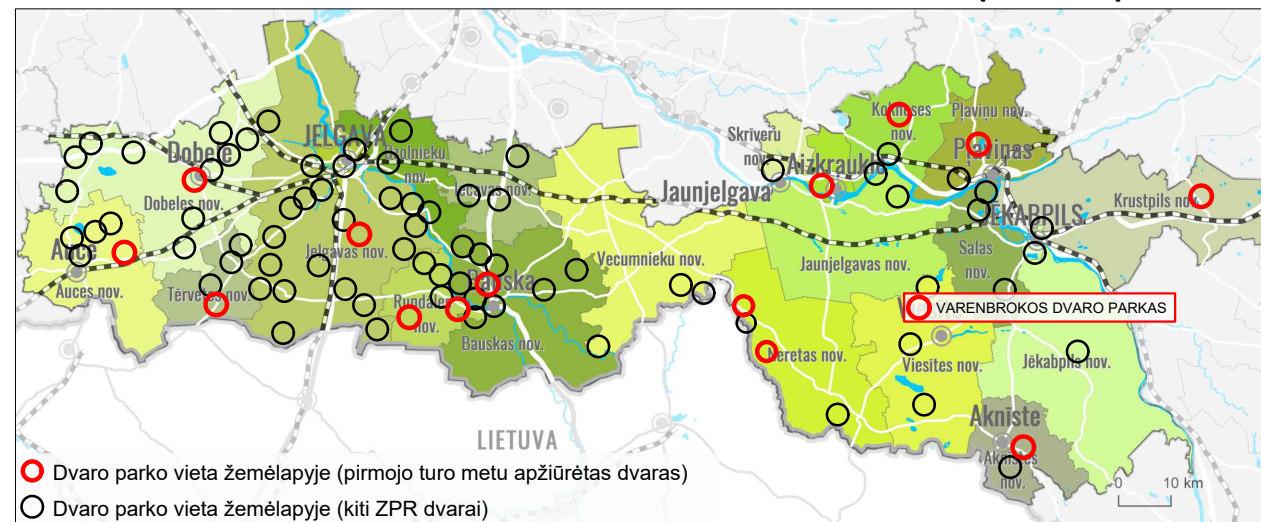 Kokneses
nov.
Pļaviņu nov.
JELGAVA
Ozolnieku
nov.
Skrīveru
nov.
Pļaviņas
Dobele
Aizkraukle
Jaunjelgava
Iecavas nov.
Krustpils nov.
Dobeles nov.
JĒKABPILS
Auce
Jelgavas nov.
Vecumnieku nov.
Jaunjelgavas nov.
Salas
nov.
Auces nov.
Tērvetes nov.
Bauska
Rundāles
nov.
VARENBROKOS DVARO PARKAS
Bauskas nov.
Neretas nov.
Viesītes nov.
Jēkabpils nov.
Akniste
LIETUVA
Aknīstes
nov.
Dvaro parko vieta žemėlapyje (pirmojo turo metu apžiūrėtas dvaras)
0 10 km
Dvaro parko vieta žemėlapyje (kiti ZPR dvarai)